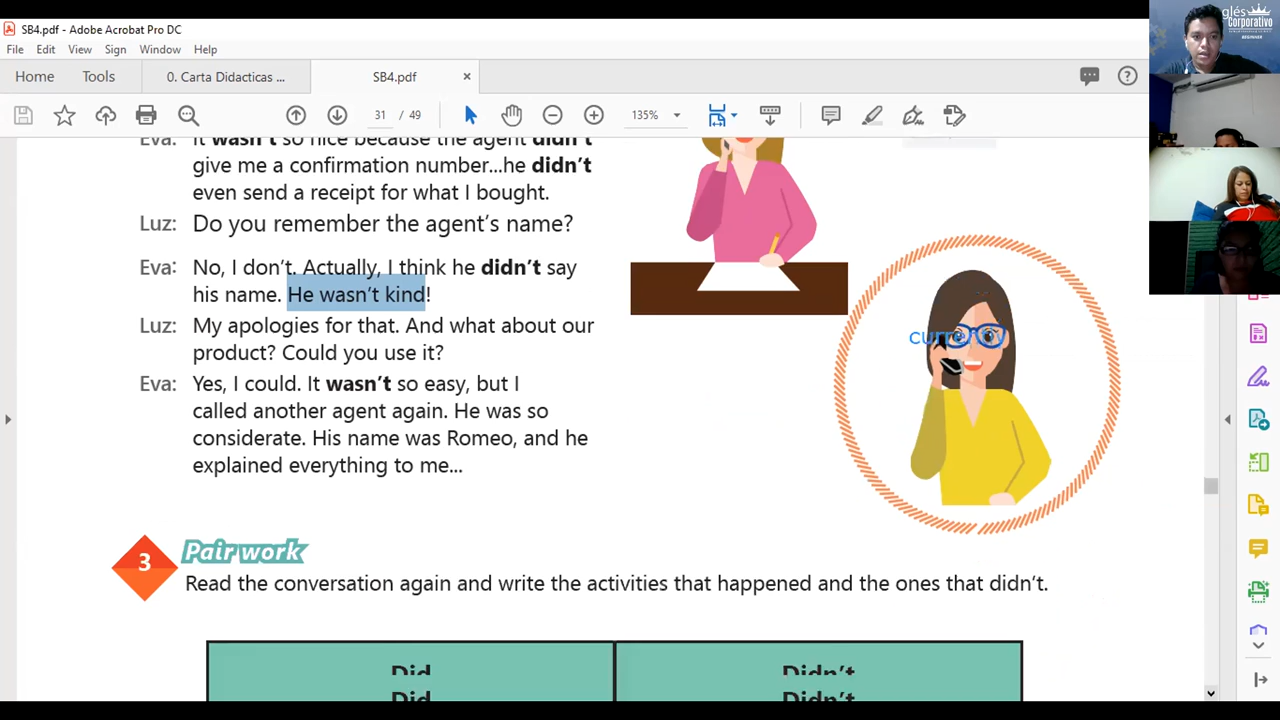 SB4.pdf - Adobe Acrobat Pro DC
File Edit View Sign Window Help
Home Tools 0. Carta Didacticas ... SB4.pdf ×
31 / 49 135%
Eva: It wasn't so nice because the agent didn't
give me a confirmation number...he didn't
even send a receipt for what I bought.
Luz: Do you remember the agent's name?
Eva: No, I don't. Actually, I think he didn't say
his name. He wasn't kind!
Luz: My apologies for that. And what about our
product? Could you use it?
Eva: Yes, I could. It wasn't so easy, but I
called another agent again. He was so
considerate. His name was Romeo, and he
explained everything to me...
currently
3 Pair work
Read the conversation again and write the activities that happened and the ones that didn't.
Did Didn't
Did Didn't
glés
Corporativo
BEGINNER